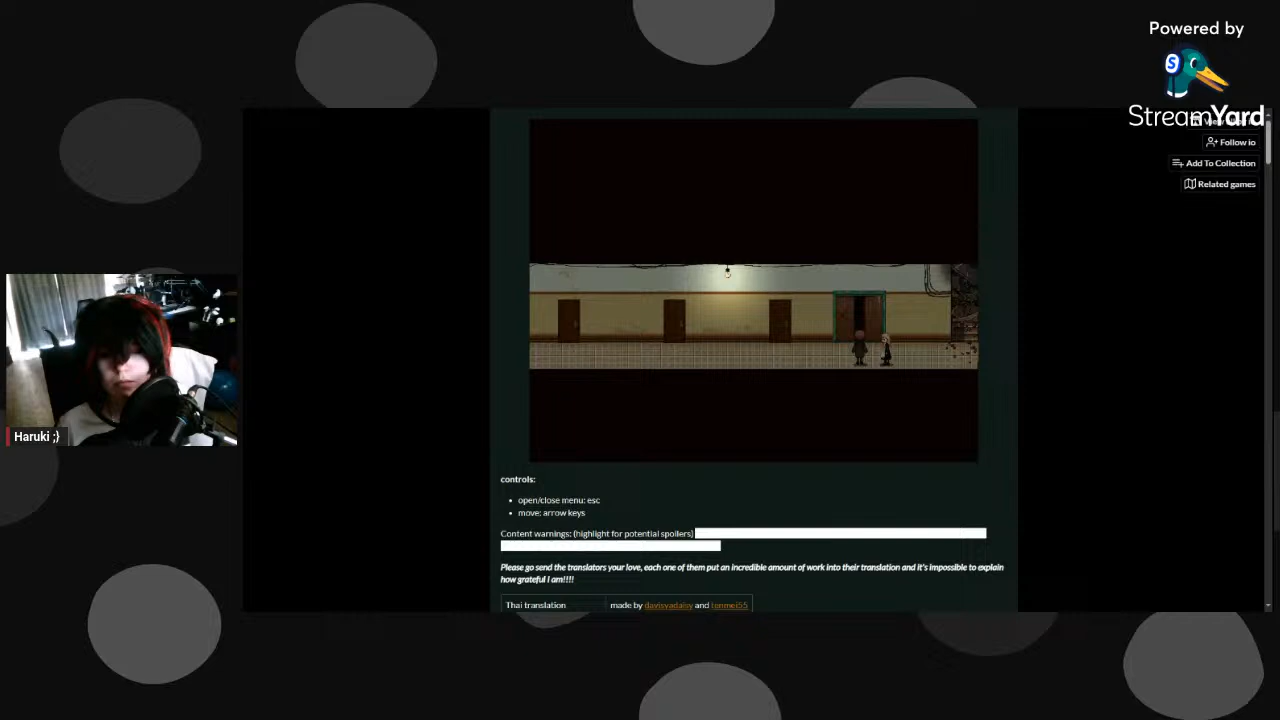 Powered by
StreamYard
Follow io
Add To Collection
Related games
Haruki ;)
controls:
open/close menu: esc
move: arrow keys
Content warnings: (highlight for potential spoilers)
Please go send the translators your love, each one of them put an incredible amount of work into their translation and it's impossible to explain
how grateful I am!!!!
Thai translation made by davisyadaisy and tonmei55